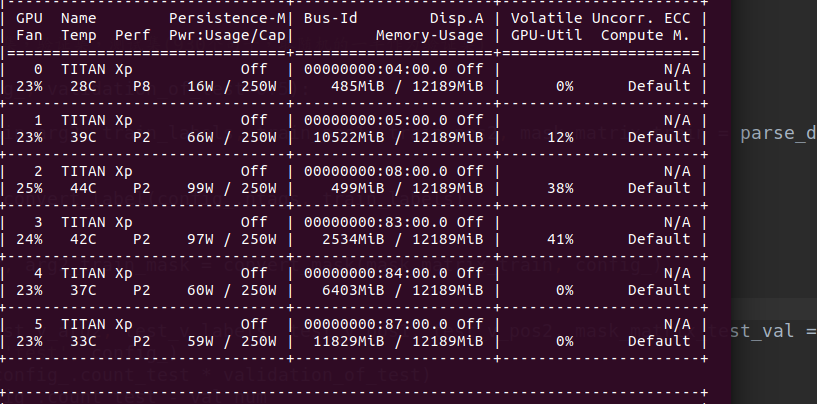 | GPU  Name        Persistence-M| Bus-Id        Disp.A | Volatile Uncorr. ECC |
| Fan  Temp  Perf  Pwr:Usage/Cap|         Memory-Usage | GPU-Util  Compute M. |
|===============================+======================+======================|
|   0  TITAN Xp            Off  | 00000000:04:00.0 Off |                  N/A |
| 23%   28C    P8    16W / 250W |    485MiB / 12189MiB |      0%      Default |
+-------------------------------+----------------------+----------------------+
|   1  TITAN Xp            Off  | 00000000:05:00.0 Off |                  N/A |
| 23%   39C    P2    66W / 250W |  10522MiB / 12189MiB |     12%      Default | = parse_d
+-------------------------------+----------------------+----------------------+
|   2  TITAN Xp            Off  | 00000000:08:00.0 Off |                  N/A |
| 25%   44C    P2    99W / 250W |    499MiB / 12189MiB |     38%      Default |
+-------------------------------+----------------------+----------------------+
|   3  TITAN Xp            Off  | 00000000:83:00.0 Off |                  N/A |
| 24%   42C    P2    97W / 250W |   2534MiB / 12189MiB |     41%      Default |
+-------------------------------+----------------------+----------------------+
|   4  TITAN Xp            Off  | 00000000:84:00.0 Off |                  N/A |
| 23%   37C    P2    60W / 250W |   6403MiB / 12189MiB |      0%      Default |
+-------------------------------+----------------------+----------------------+
|   5  TITAN Xp            Off  | 00000000:87:00.0 Off |                  N/A |
| 23%   33C    P2    59W / 250W |  11829MiB / 12189MiB |      0%      Default | est_val =
+-------------------------------+----------------------+----------------------+
config .count_test * validation_of_test)